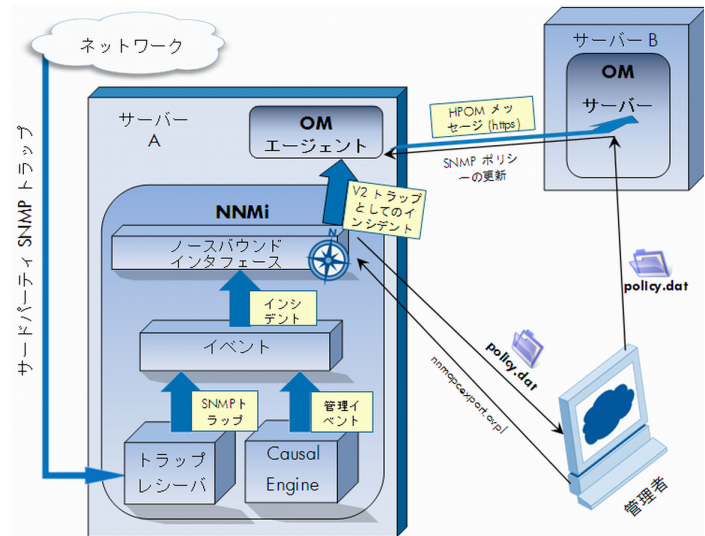 ネットワーク
サードパーティ SNMP トラップ
サーバー
A
OM
エージェント
サーバー B
OM
サーバー
HPOM メッ
セージ (https)
SNMP ポリシ
ーの更新
V2 トラップ
としてのイ
ンシデント
NNMi
ノースバウンド
インタフェース
N
インシ
デント
イベント
SNMPト
ラップ
管理イ
ベント
トラップ
レシーバ
Causal
Engine
policy.dat
nnmopcexport.ovpl
policy.dat
管理者